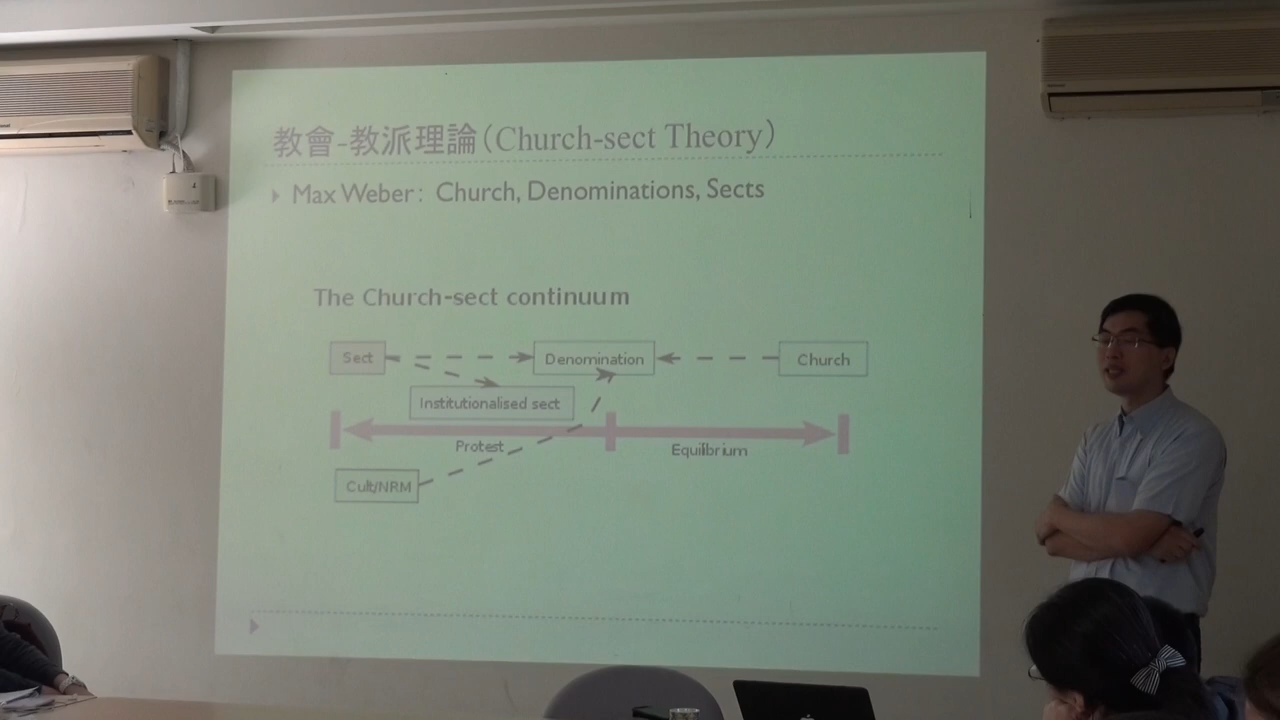 教會-教派理論(Church-sect Theory)
Max Weber: Church, Denominations, Sects
The Church-sect continuum
Sect Denomination Church
Institutionalised sect
Protest Equilibrium
Cult/NRM